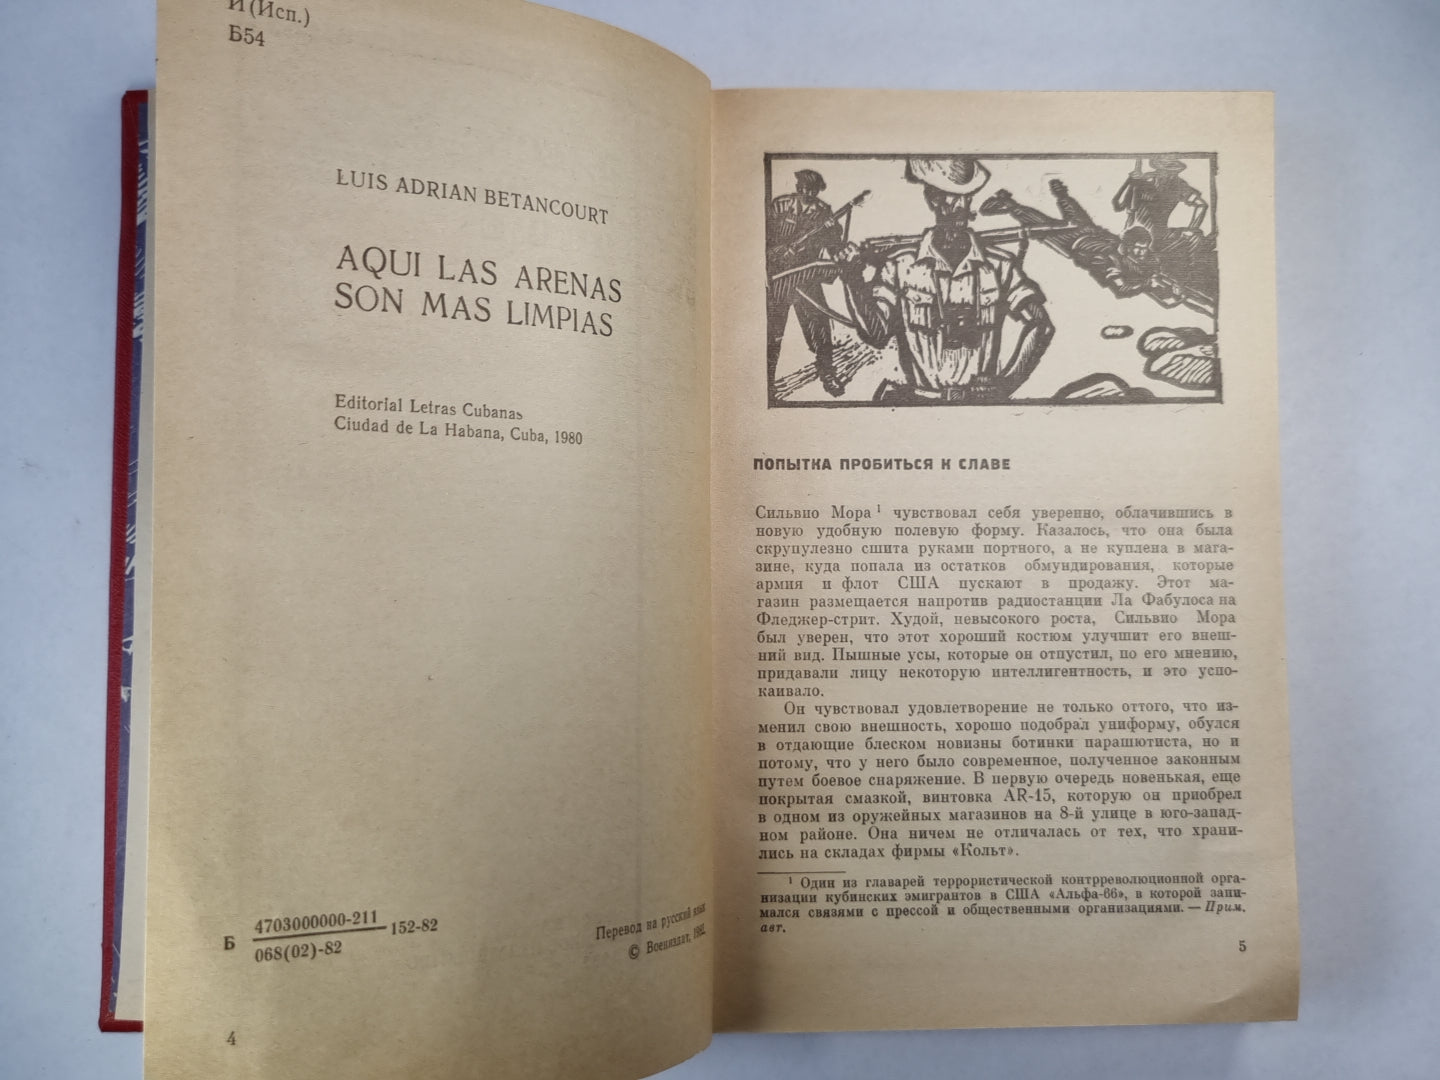 И (Исп.)
Б54
LUIS ADRIAN BETANCOURT
AQUI LAS ARENAS
SON MAS LIMPIAS
Editorial Letras Cubanas
Ciudad de La Habana, Cuba, 1980
Б 4703000000-211 152-82
068(02)-82
Перевод на русский язык
© Воениздат, 1982
4
ПОПЫТКА ПРОБИТЬСЯ К СЛАВЕ
Сильвио Мора ¹ чувствовал себя уверенно, облачившись в
новую удобную полевую форму. Казалось, что она была
скрупулезно сшита руками портного, а не куплена в мага-
зине, куда попала из остатков обмундирования, которые
армия и флот США пускают в продажу. Этот ма-
газин размещается напротив радиостанции Ла Фабулоса на
Фледжер-стрит. Худой, невысокого роста, Сильвио Мора
был уверен, что этот хороший костюм улучшит его внеш-
ний вид. Пышные усы, которые он отпустил, по его мнению,
придавали лицу некоторую интеллигентность, и это успо-
каивало.
Он чувствовал удовлетворение не только оттого, что из-
менил свою внешность, хорошо подобрал униформу, обулся
в отдающие блеском новизны ботинки парашютиста, но и
потому, что у него было современное, полученное законным
путем боевое снаряжение. В первую очередь новенькая, еще
покрытая смазкой, винтовка AR-15, которую он приобрел
в одном из оружейных магазинов на 8-й улице в юго-запад-
ном районе. Она ничем не отличалась от тех, что храни-
лись на складах фирмы «Кольт».
¹ Один из главарей террористической контрреволюционной орга-
низации кубинских эмигрантов в США «Альфа-66», в которой зани-
мался связями с прессой и общественными организациями. — Прим.
авт.
5